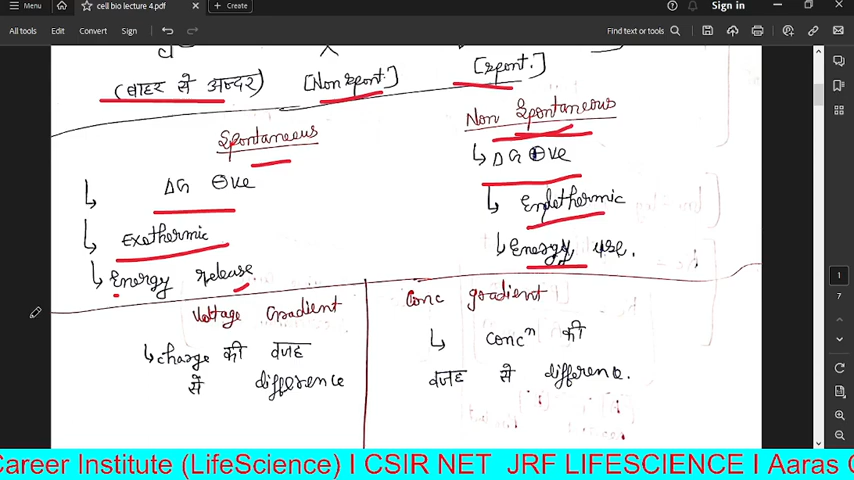 Menu
cell bio lecture 4.pdf
Create
Sign in
All tools Edit Convert Sign
Find text or tools
(बाहर से अन्दर) [Non spont.] [spont.]
Spontaneous
Non Spontaneous
↳ ΔG ⊖ve
↳ ΔG ⊕ve
↳ Exothermic
↳ Endothermic
↳ Energy release
↳ Energy use.
Voltage Gradient
Conc gradient
↳ charge की वजह
से difference
↳ concⁿ की
वजह से difference.
1
7
Career Institute (LifeScience) I CSIR NET JRF LIFESCIENCE I Aaras